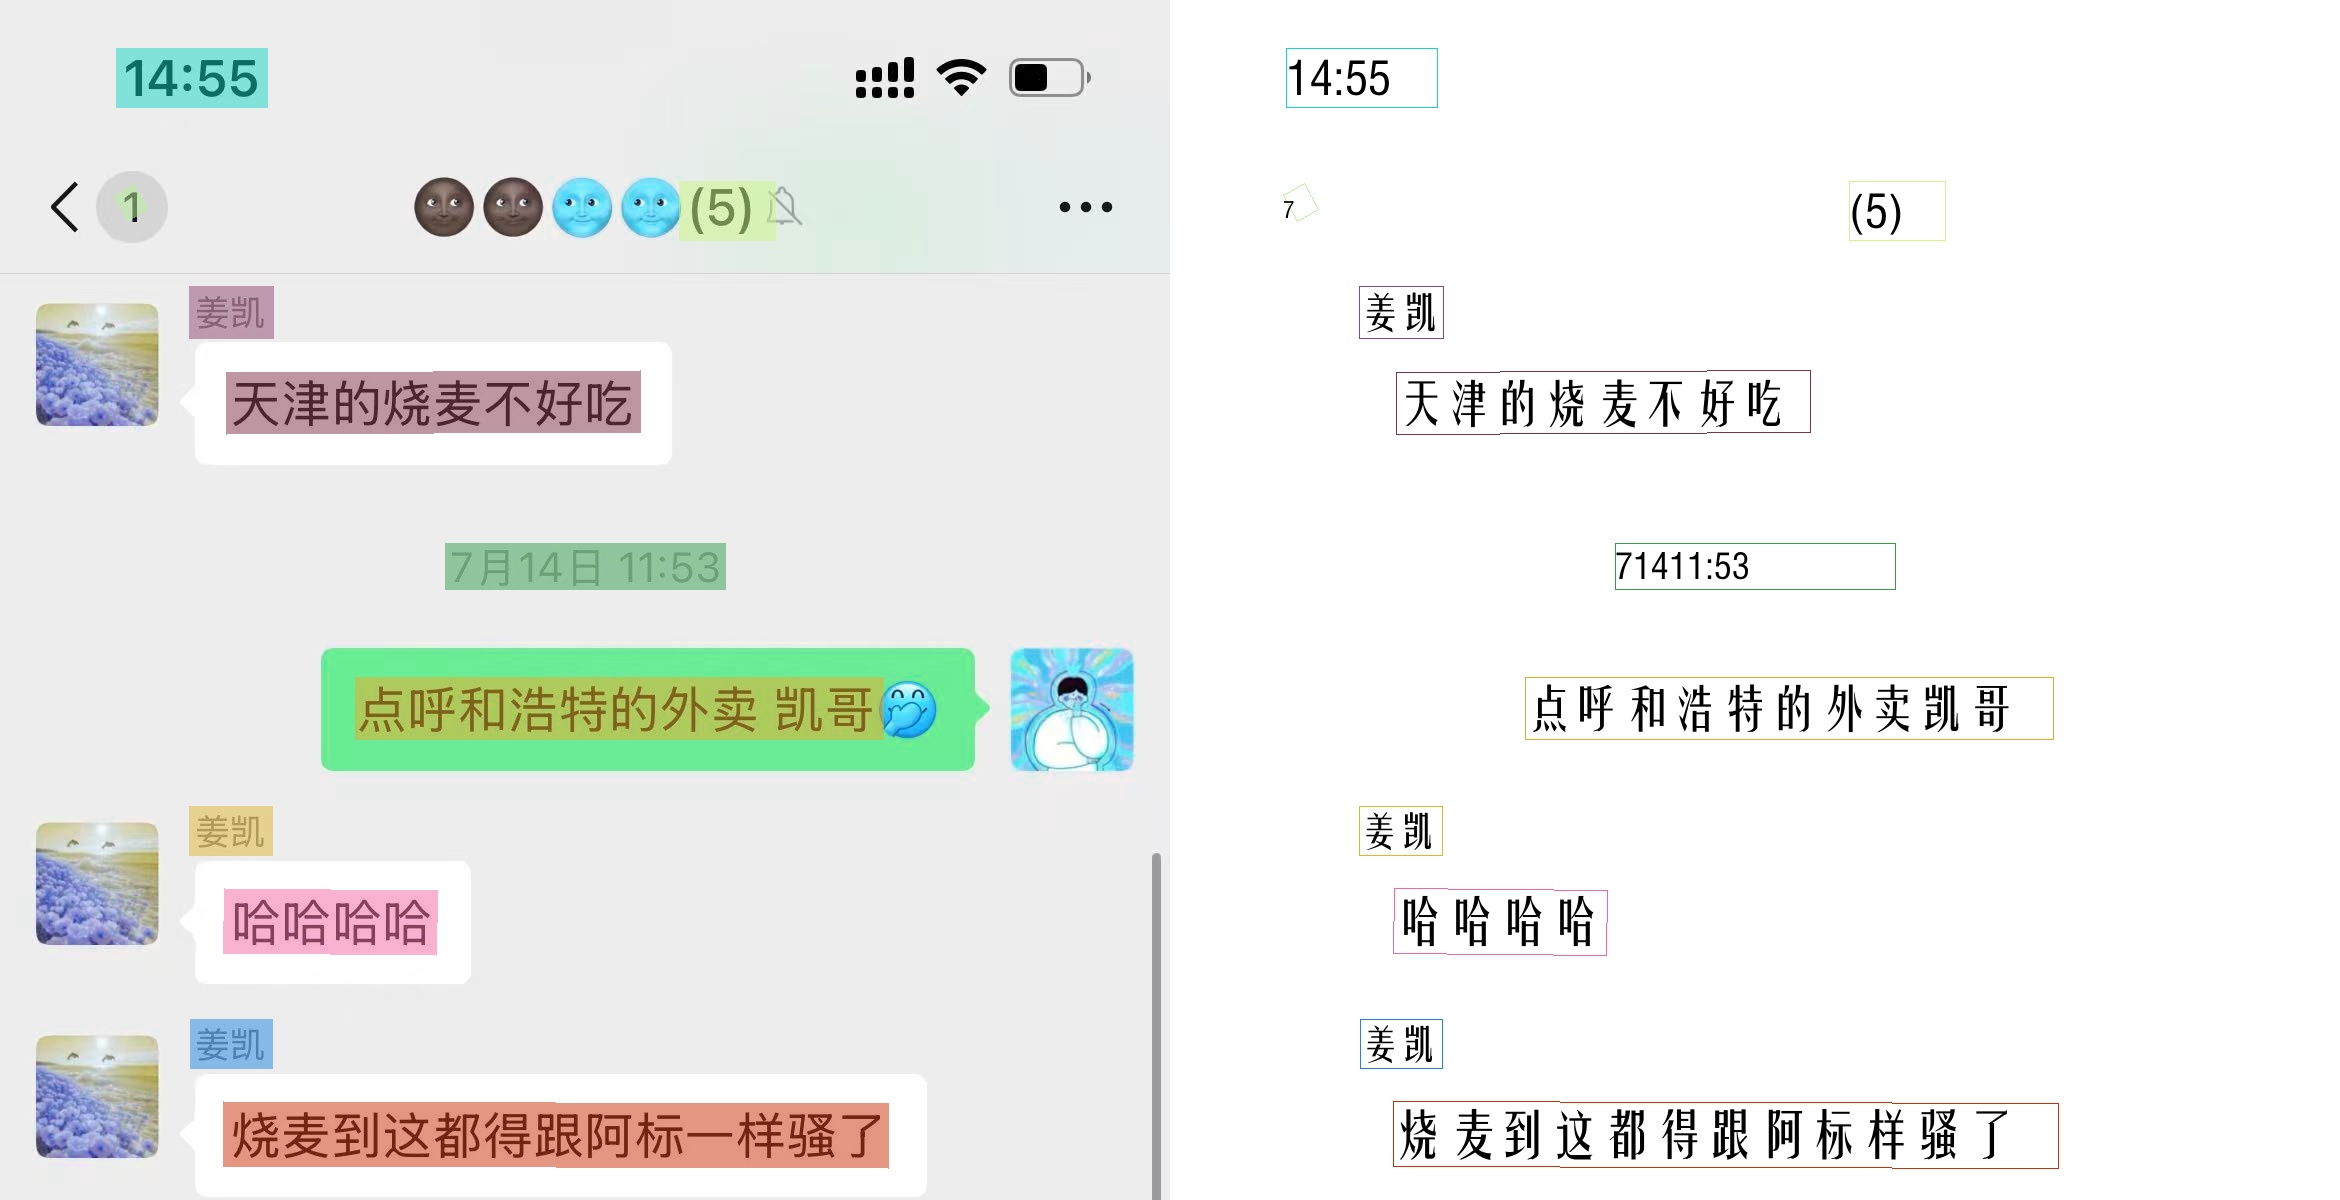 14:55
14:55
1
(5)
7
(5)
姜凯
姜凯
天津的烧麦不好吃
天津的烧麦不好吃
7月14日 11:53
71411:53
点呼和浩特的外卖 凯哥
点呼和浩特的外卖凯哥
姜凯
姜凯
哈哈哈哈
哈哈哈哈
姜凯
姜凯
烧麦到这都得跟阿标一样骚了
烧麦到这都得跟阿标样骚了